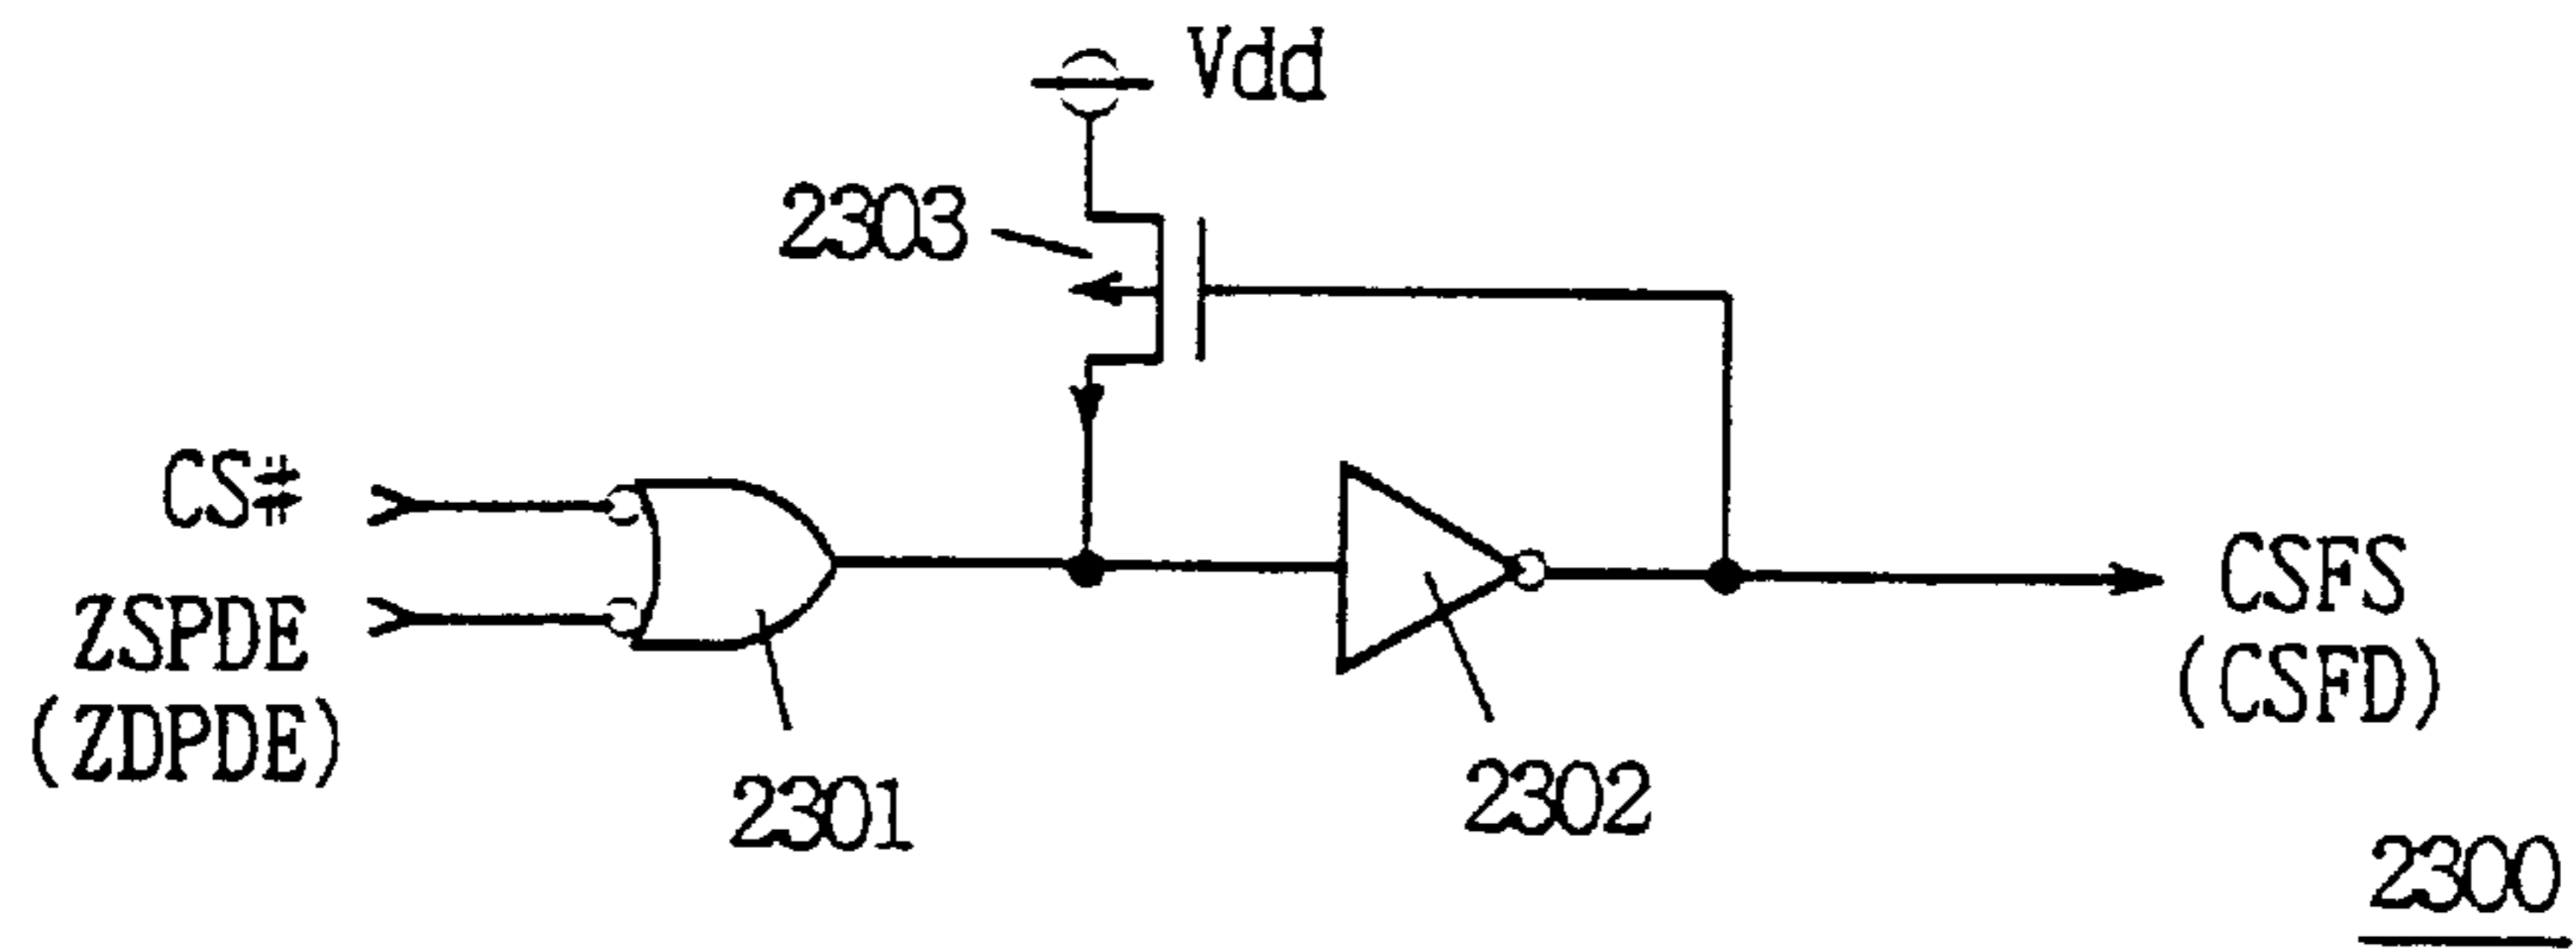 Vdd
2303
CS#
ZSPDE
(ZDPDE)
2301
2302
CSFS
(CSFD)
2300